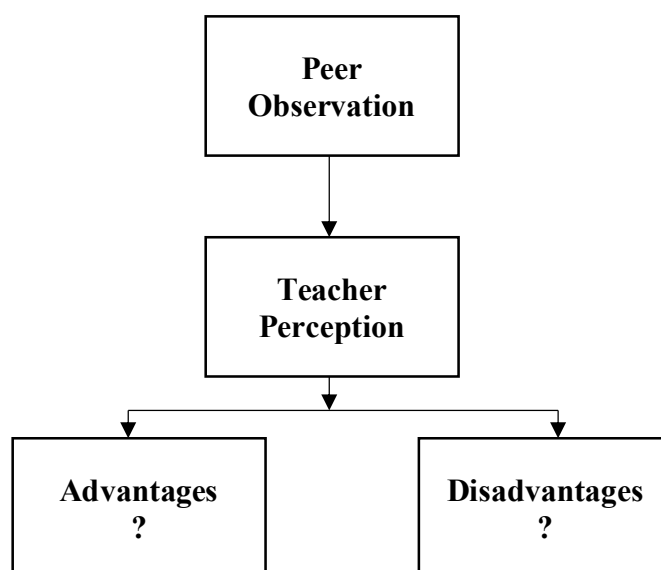 Peer
Observation
Teacher
Perception
Advantages
?
Disadvantages
?